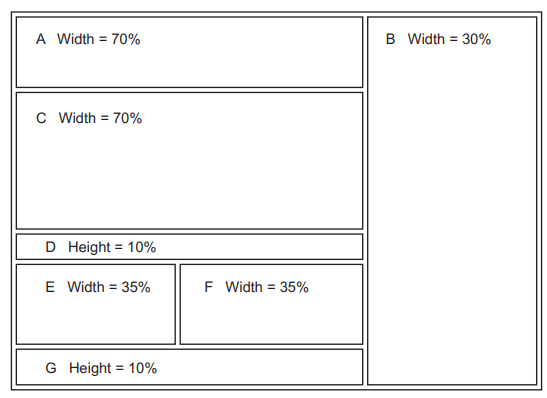 A Width = 70%
B Width = 30%
C Width = 70%
D Height = 10%
E Width = 35%
F Width = 35%
G Height = 10%